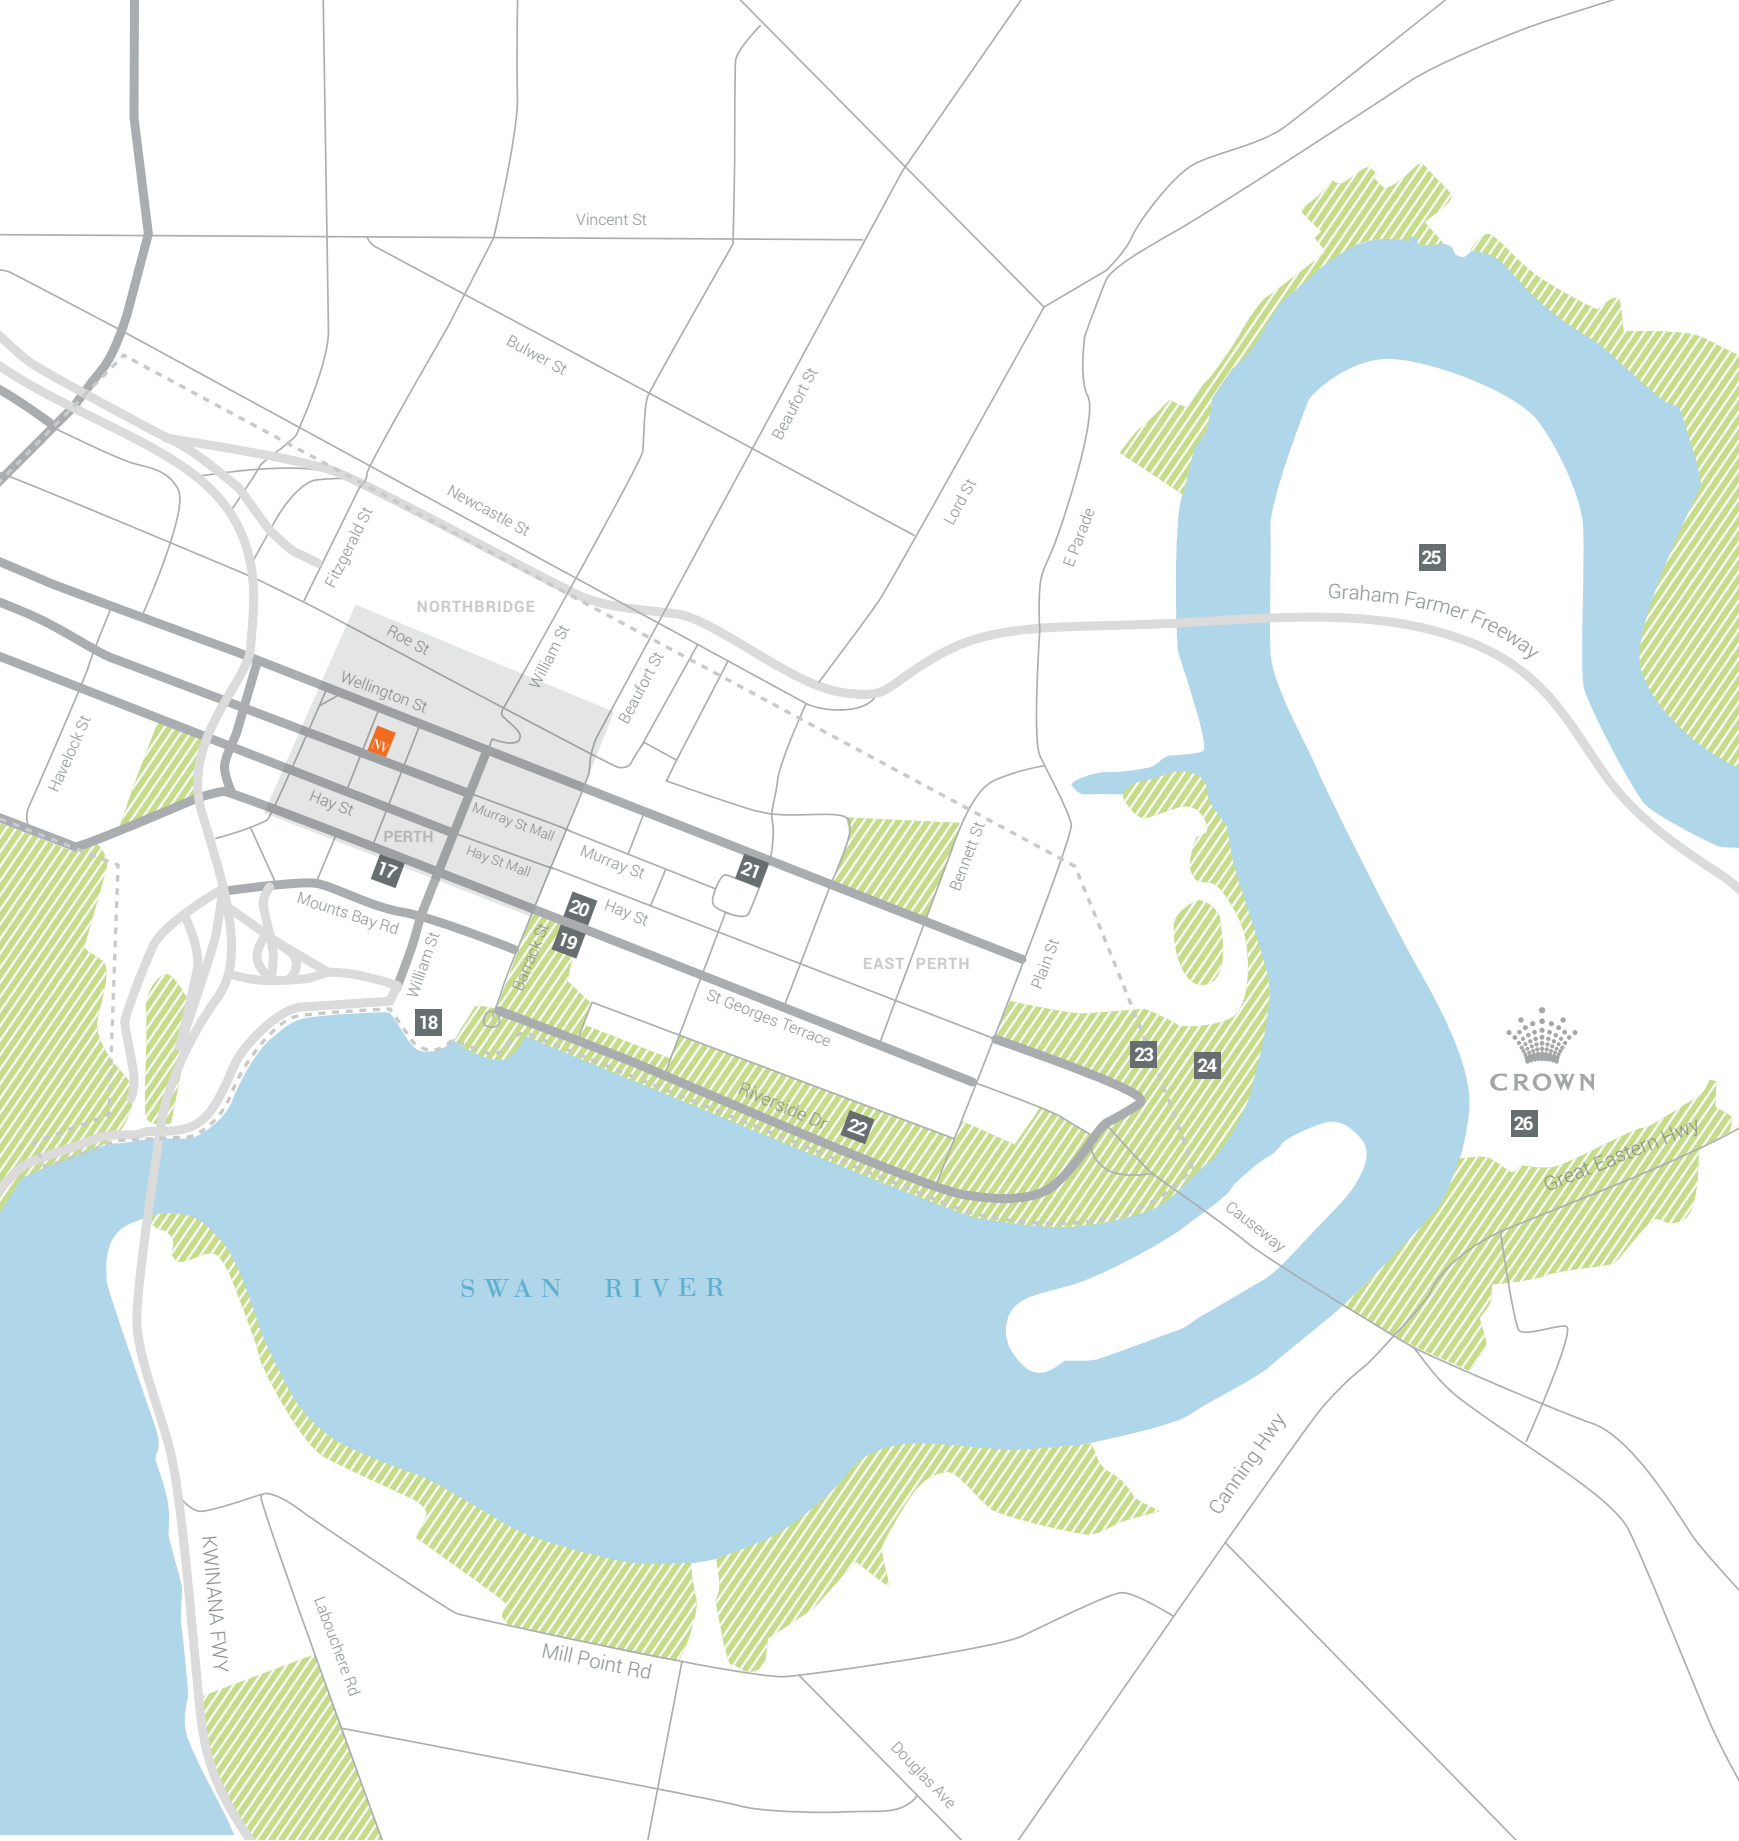 Vincent St
Bulwer St
Beaufort St
Newcastle St
Lord St
E Parade
Fitzgerald St
25
Graham Farmer Freeway
NORTHBRIDGE
Roe St
William St
Beaufort St
Wellington St
Havelock St
NV
Hay St
Murray St Mall
PERTH
Hay St Mall
Murray St
21
Bennett St
17
Mounts Bay Rd
20
Hay St
19
Barrack St
William St
EAST PERTH
Plain St
St Georges Terrace
18
23
24
CROWN
26
Riverside Dr
22
Great Eastern Hwy
Causeway
SWAN RIVER
Canning Hwy
KWINANA FWY
Labouchere Rd
Mill Point Rd
Douglas Ave